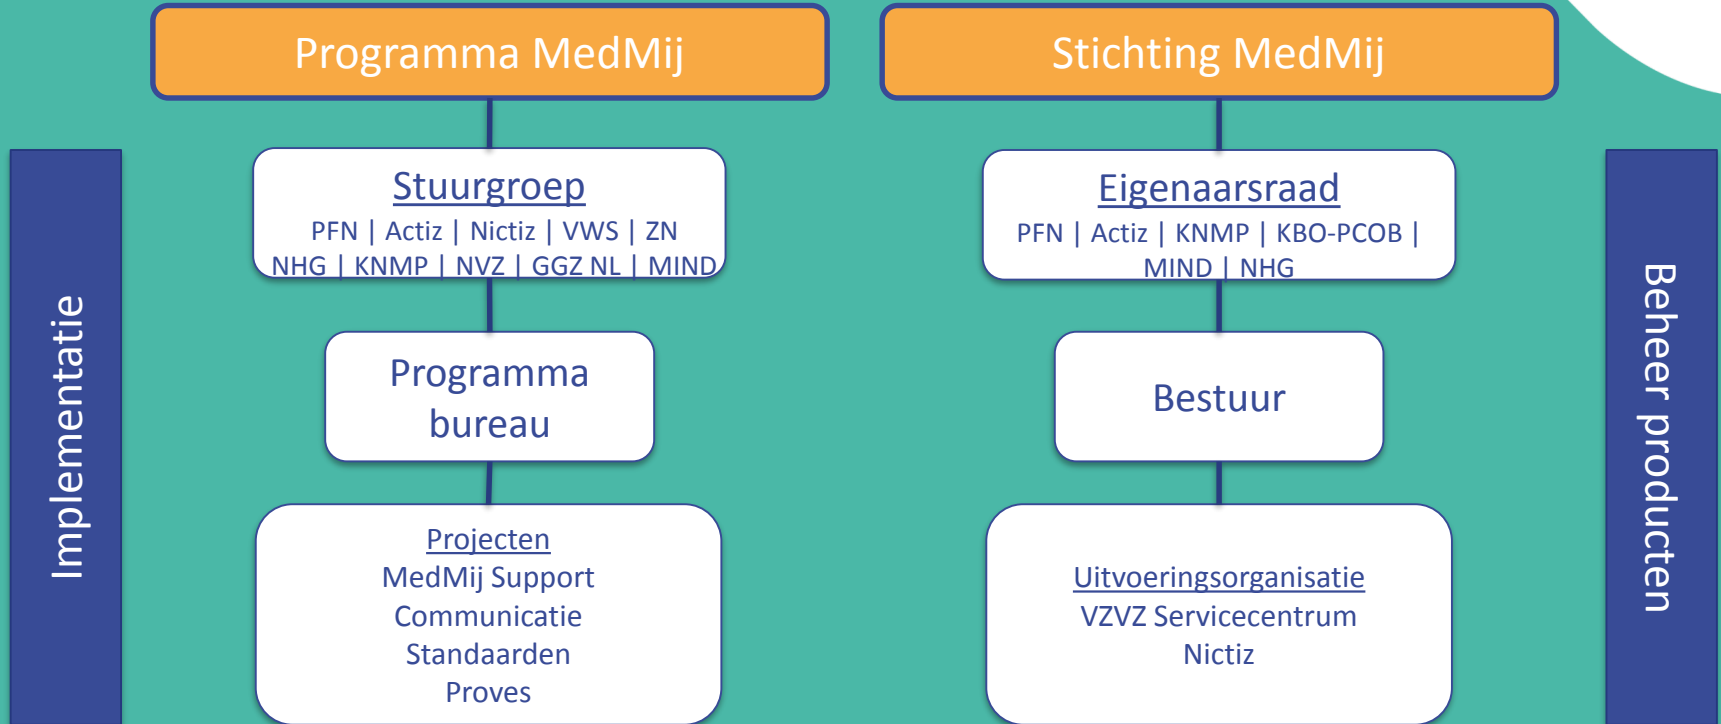 Programma MedMij
Stichting MedMij
Implementatie
Stuurgroep
PFN | Actiz | Nictiz | VWS | ZN
NHG | KNMP | NVZ | GGZ NL | MIND
Programma
bureau
Projecten
MedMij Support
Communicatie
Standaarden
Proves
Eigenaarsraad
PFN | Actiz | KNMP | KBO-PCOB |
MIND | NHG
Bestuur
Uitvoeringsorganisatie
VZVZ Servicecentrum
Nictiz
Beheer producten